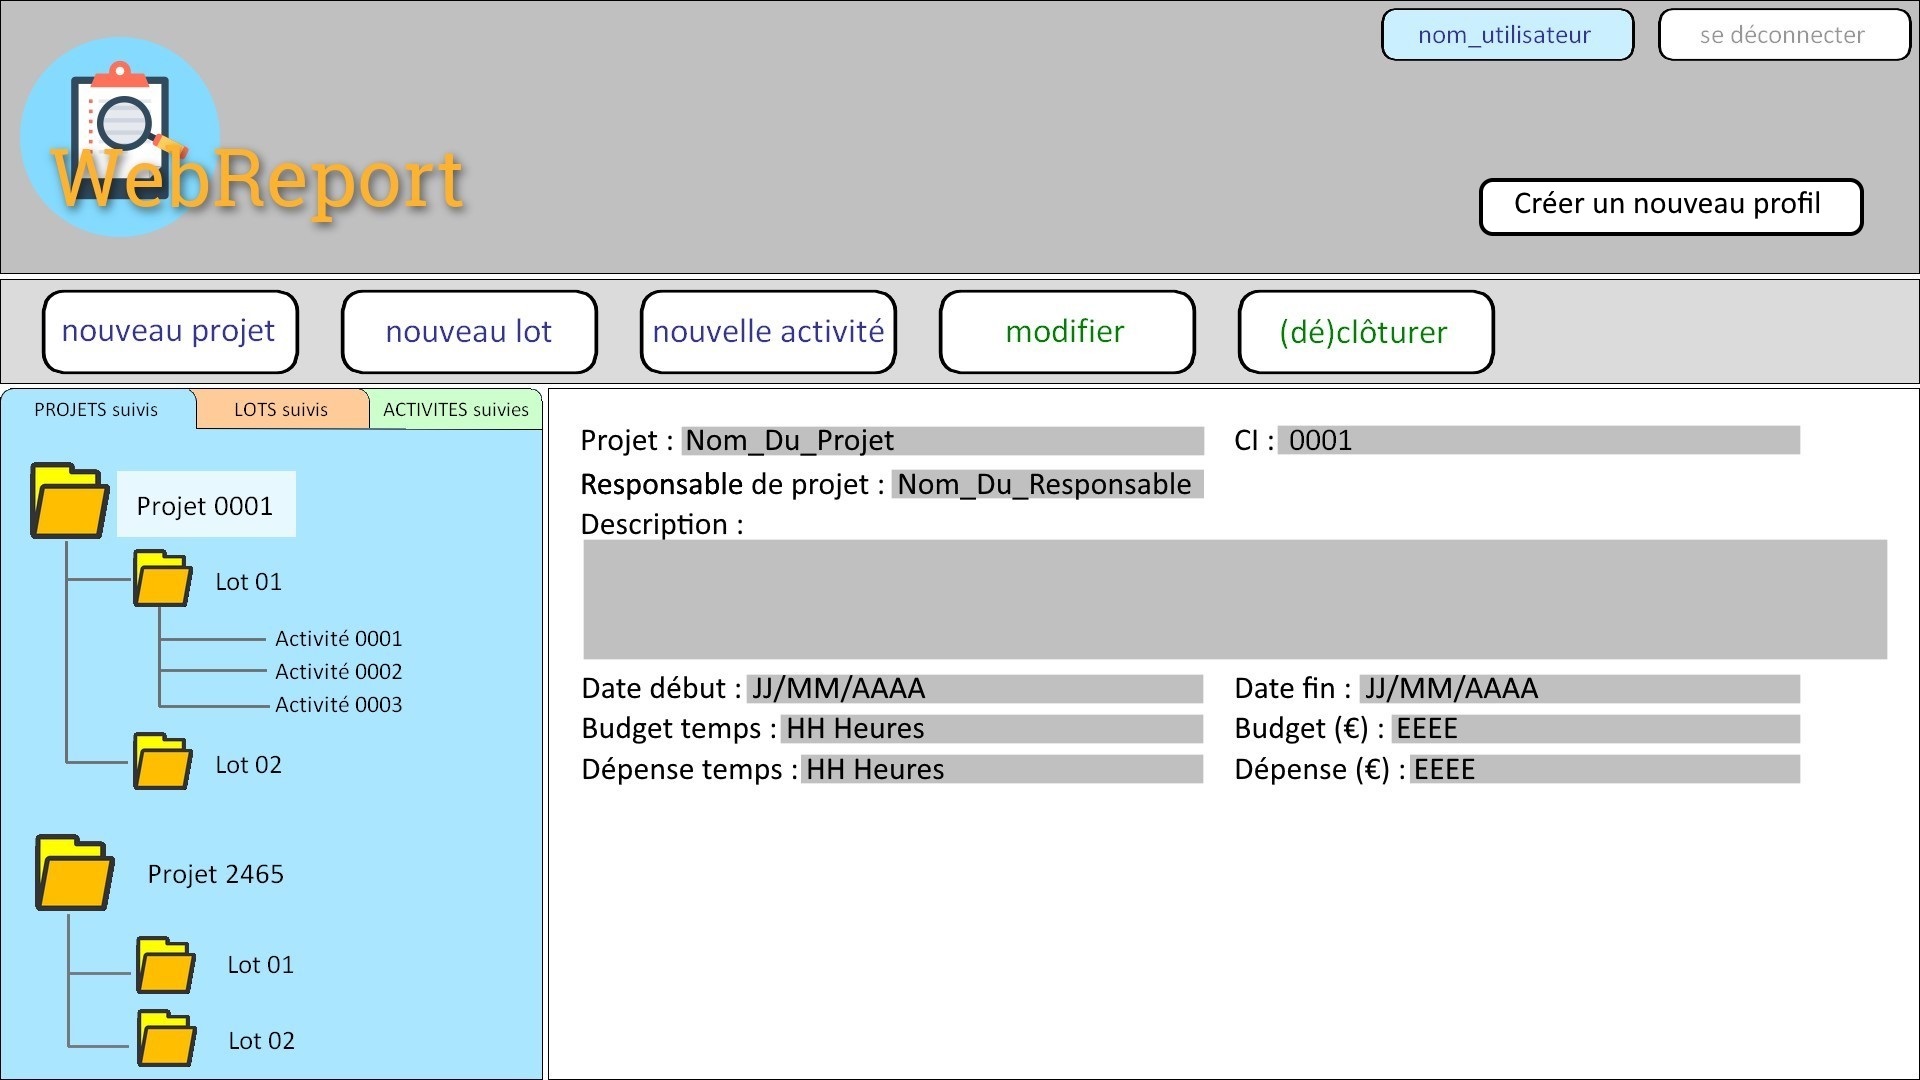 nom_utilisateur
se déconnecter
WebReport
Créer un nouveau profil
nouveau projet
nouveau lot
nouvelle activité
modifier
(dé)clôturer
PROJETS suivis
LOTS suivis
ACTIVITES suivies
Projet 0001
Lot 01
Activité 0001
Activité 0002
Activité 0003
Lot 02
Projet 2465
Lot 01
Lot 02
Projet : Nom_Du_Projet
CI : 0001
Responsable de projet : Nom_Du_Responsable
Description :
Date début : JJ/MM/AAAA
Date fin : JJ/MM/AAAA
Budget temps : HH Heures
Budget (€) : EEEE
Dépense temps : HH Heures
Dépense (€) : EEEE